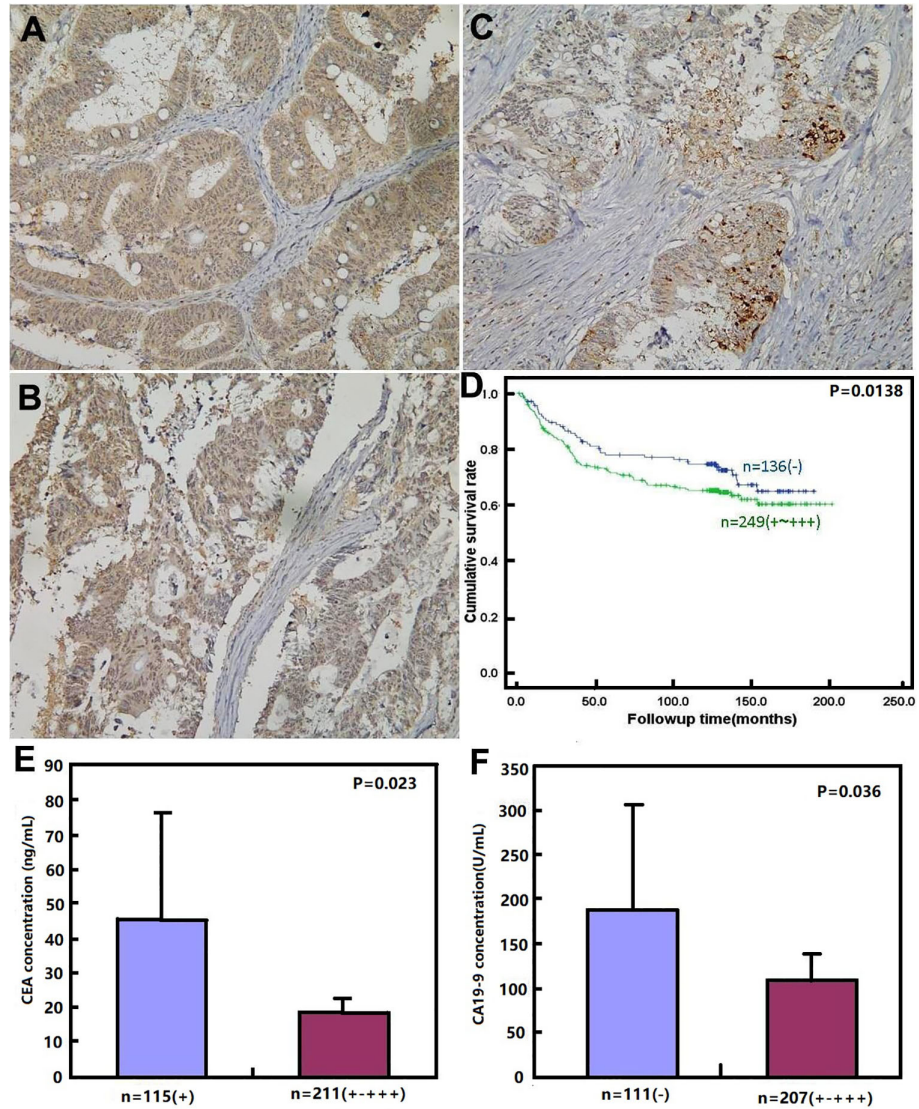 A
C
B
D
P=0.0138
Cumulative survival rate
1.0
0.8
0.6
0.4
0.2
0.0
n=136(-)
n=249(+~+++)
0.0 50.0 100.0 150.0 200.0 250.0
Followup time(months)
E
P=0.023
CEA concentration (ng/mL)
90
80
70
60
50
40
30
20
10
0
n=115(+) n=211(+-+++)
F
P=0.036
CA19-9 concentration(U/mL)
350
300
250
200
150
100
50
0
n=111(-) n=207(+-+++)